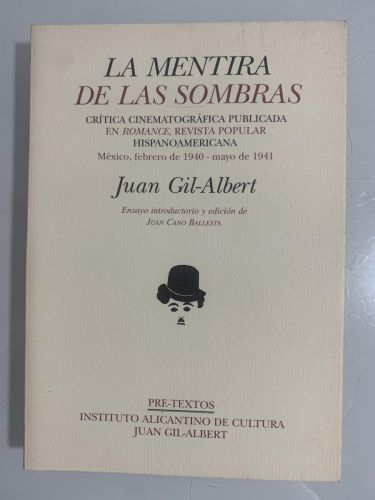 LA MENTIRA
DE LAS SOMBRAS
CRÍTICA CINEMATOGRÁFICA PUBLICADA
EN ROMANCE, REVISTA POPULAR
HISPANOAMERICANA
México, febrero de 1940 - mayo de 1941
Juan Gil-Albert
Ensayo introductorio y edición de
JUAN CANO BALLESTA
PRE-TEXTOS
INSTITUTO ALICANTINO DE CULTURA
JUAN GIL-ALBERT